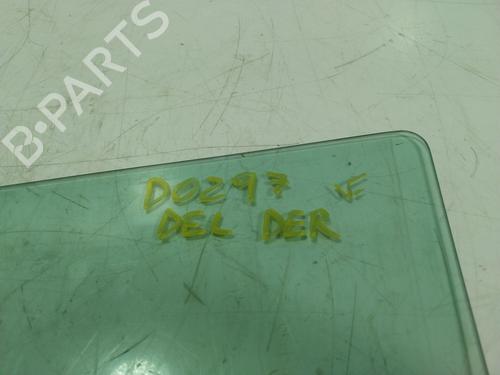 B-PARTS
D0297 VF
DEL DER